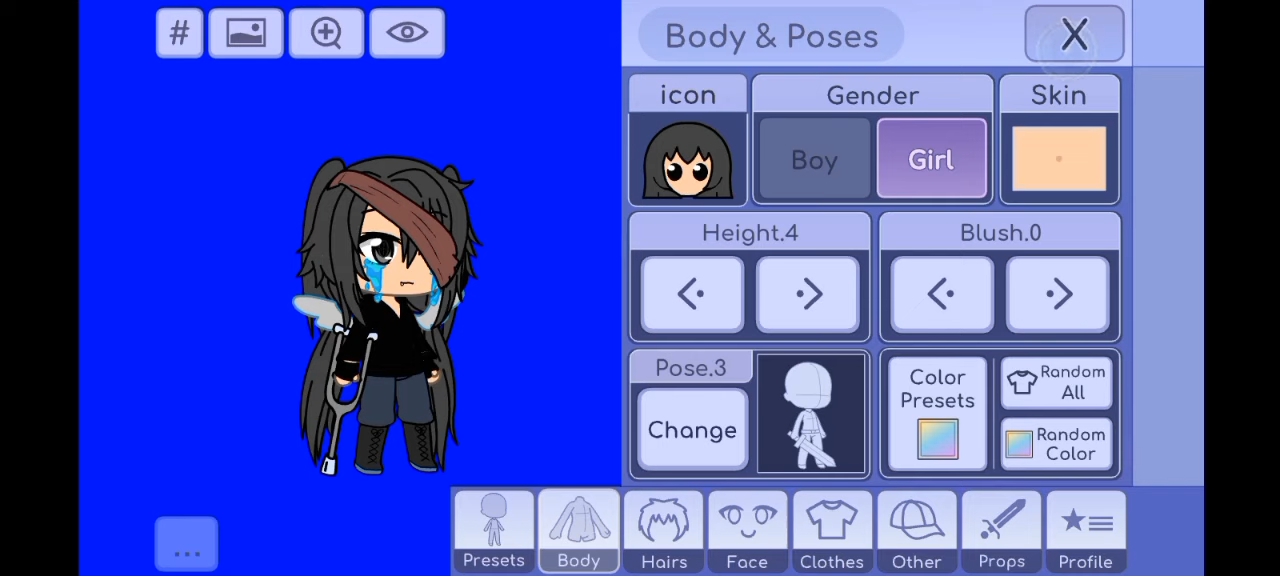 #
Body & Poses
X
icon
Gender
Skin
Boy
Girl
Height.4
Blush.0
Pose.3
Change
Color
Presets
Random
All
Random
Color
...
Presets
Body
Hairs
Face
Clothes
Other
Props
Profile